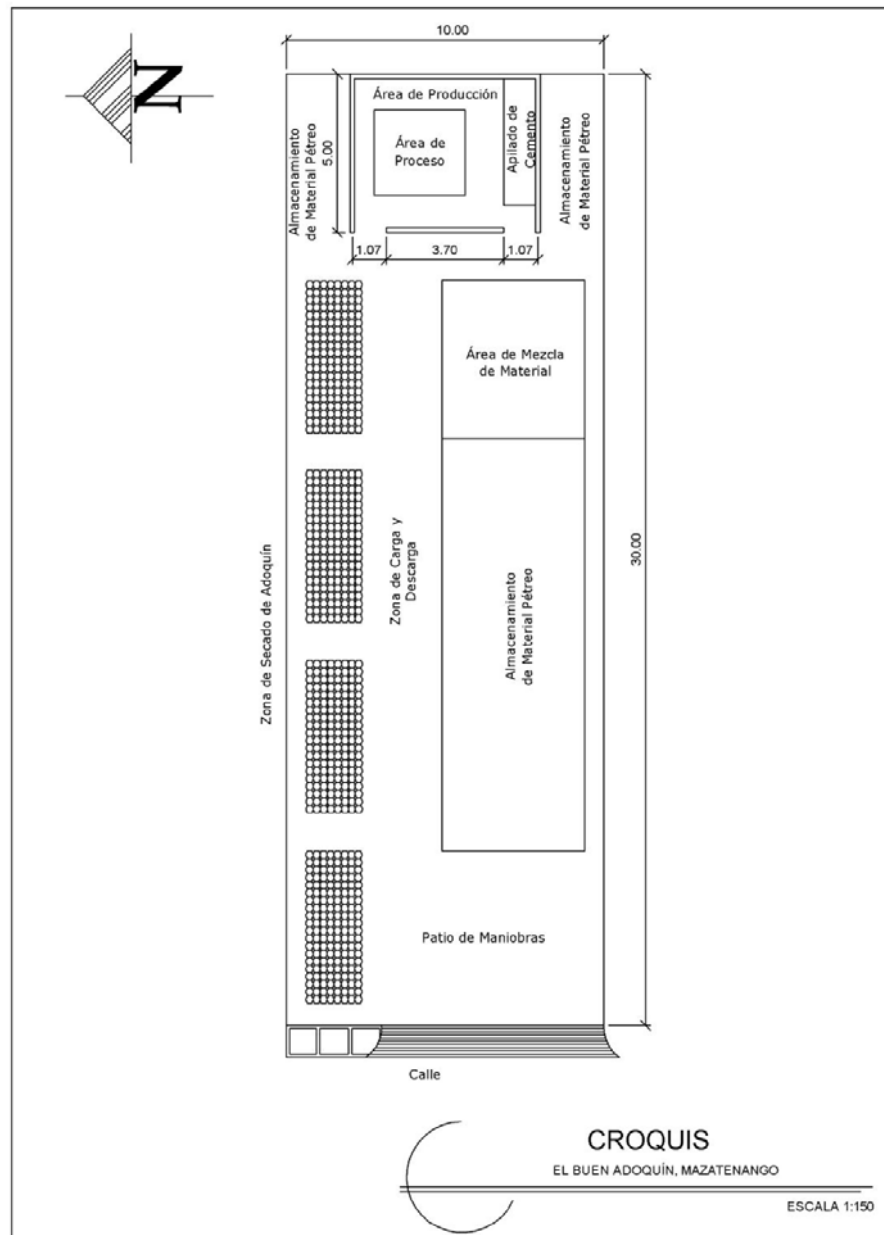 10.00
N
Área de Producción
Almacenamiento
de Material Pétreo
5.00
Área de
Proceso
Apilado de
Cemento
Almacenamiento
de Material Pétreo
1.07
3.70
1.07
Área de Mezcla
de Material
Zona de Carga y
Descarga
Zona de Secado de Adoquín
Almacenamiento
de Material Pétreo
30.00
Patio de Maniobras
Calle
CROQUIS
EL BUEN ADOQUÍN, MAZATENANGO
ESCALA 1:150